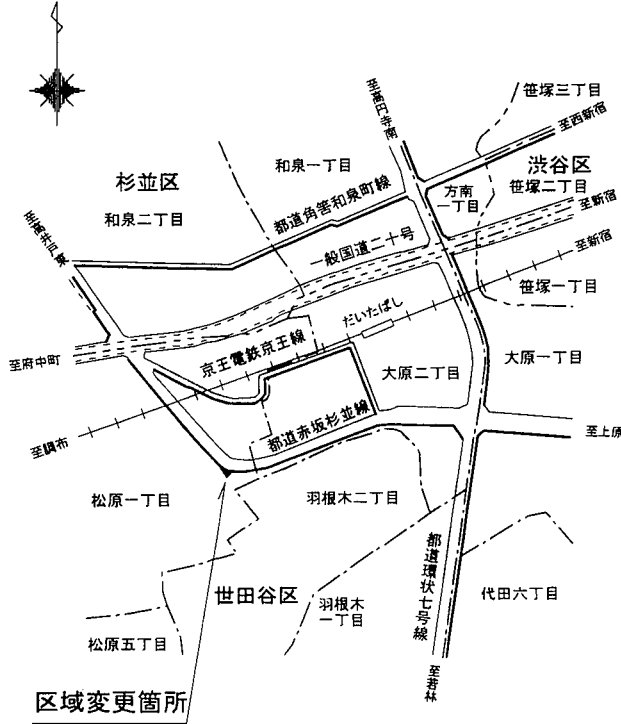 至高円寺南
笹塚三丁目
至西新宿
渋谷区
和泉一丁目
杉並区
方南
一丁目
笹塚二丁目
都道角筈和泉町線
和泉二丁目
至新宿
至高井戸東
一般国道二十号
至新宿
笹塚一丁目
だいたばし
京王電鉄京王線
至府中町
大原二丁目
大原一丁目
都道赤坂杉並線
至調布
至上原
松原一丁目
羽根木二丁目
都道環状七号線
世田谷区
羽根木
一丁目
代田六丁目
松原五丁目
至若林
区域変更箇所